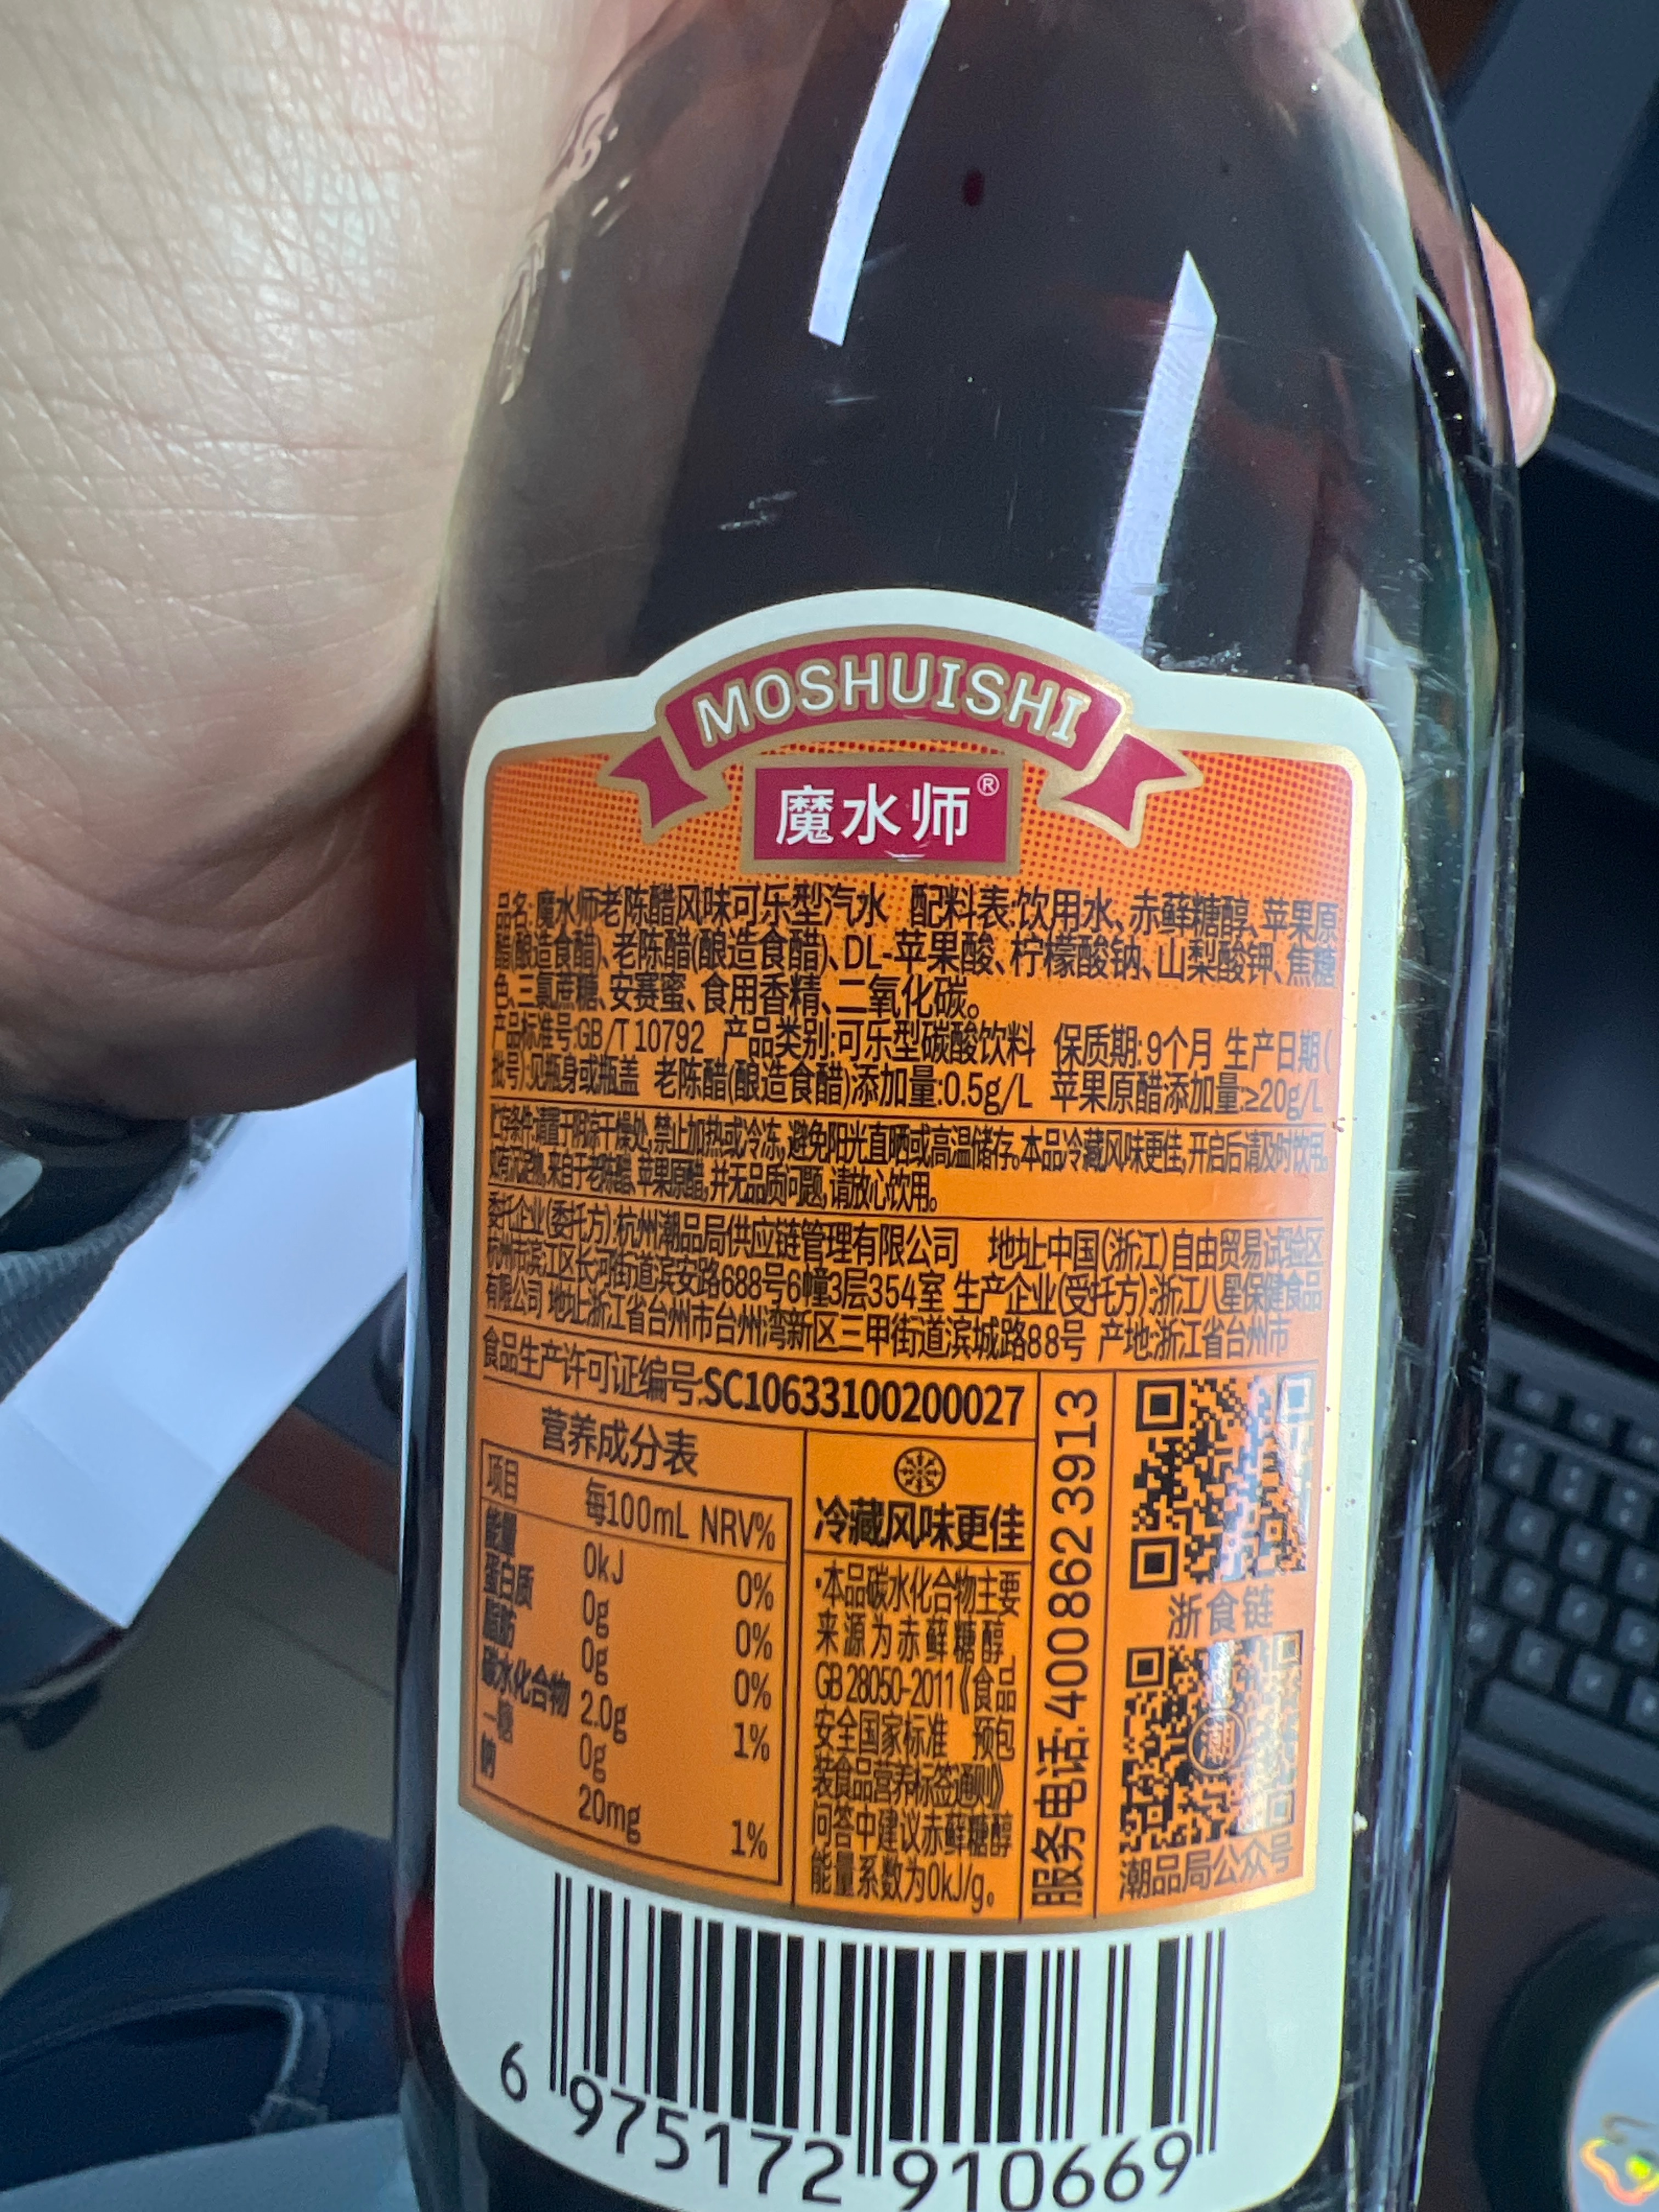 MOSHUISHI
魔水师®
品名:魔水师老陈醋风味可乐型汽水 配料表:饮用水、赤藓糖醇、苹果原
醋(酿造食醋)、老陈醋(酿造食醋)、DL-苹果酸、柠檬酸钠、山梨酸钾、焦糖
色、三氯蔗糖、安赛蜜、食用香精、二氧化碳。
产品标准号:GB/T 10792 产品类别:可乐型碳酸饮料 保质期:9个月 生产日期(
批号):见瓶身或瓶盖 老陈醋(酿造食醋)添加量:0.5g/L 苹果原醋添加量:≥20g/L
贮存条件:请置于阴凉干燥处,禁止加热或冷冻,避免阳光直晒或高温储存。本品冷藏风味更佳,开启后请及时饮用。
如有沉淀物,来自于老陈醋、苹果原醋,并无品质问题,请放心饮用。
委托企业(委托方):杭州潮品局供应链管理有限公司 地址:中国(浙江)自由贸易试验区
杭州市滨江区长河街道滨安路688号6幢3层354室 生产企业(受托方):浙江八星保健食品
有限公司 地址:浙江省台州市台州湾新区三甲街道滨城路88号 产地:浙江省台州市
食品生产许可证编号:SC10633100200027
营养成分表
项目 每100mL NRV%
能量 0kJ 0%
蛋白质 0g 0%
脂肪 0g 0%
碳水化合物 2.0g 1%
—糖 0g
钠 20mg 1%
冷藏风味更佳
·本品碳水化合物主要
来源为赤藓糖醇
GB 28050-2011《食品
安全国家标准 预包
装食品营养标签通则》
问答中建议赤藓糖醇
能量系数为0kJ/g。
服务电话:4008623913
浙食链
潮品局公众号
6 975172 910669